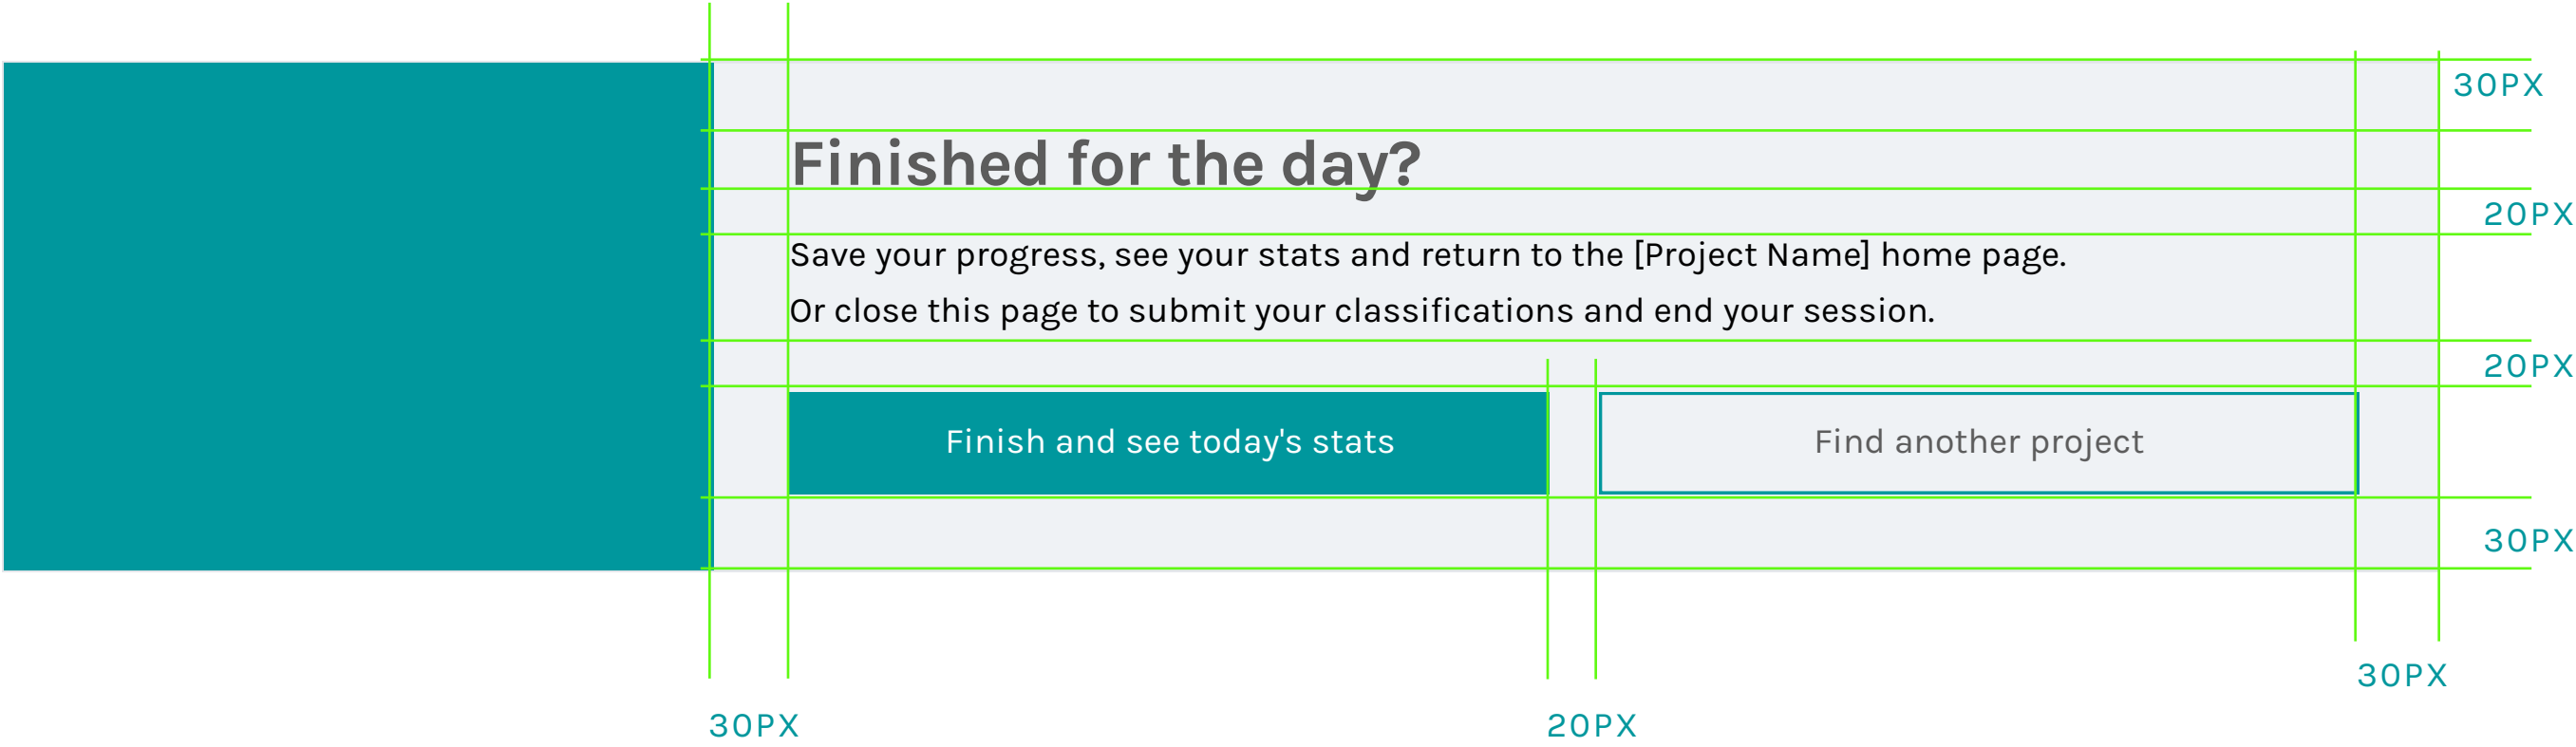 30PX
Finished for the day?
20PX
Save your progress, see your stats and return to the [Project Name] home page.
Or close this page to submit your classifications and end your session.
20PX
Finish and see today's stats
Find another project
30PX
30PX
30PX
20PX